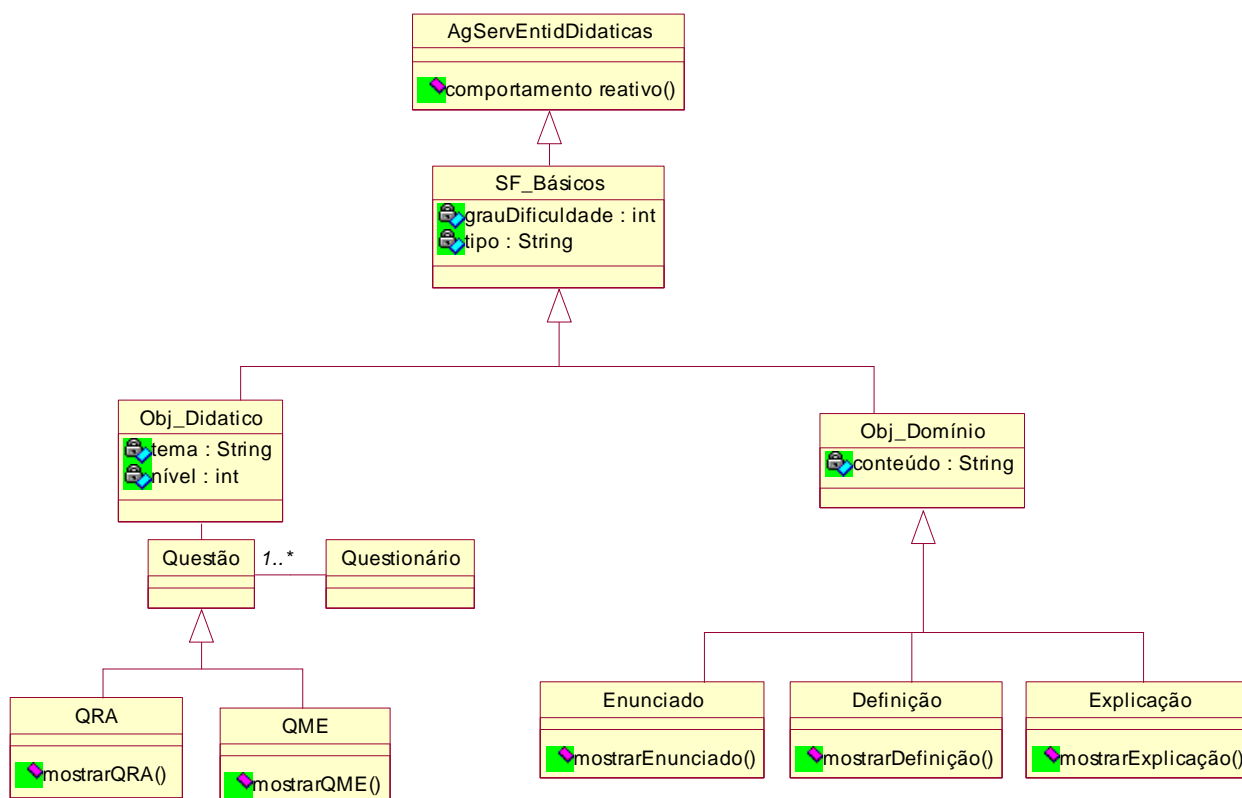 AgServEntidDidaticas
comportamento reativo()
SF_Básicos
grauDificuldade : int
tipo : String
Obj_Didatico
tema : String
nível : int
Obj_Domínio
conteúdo : String
Questão
1..*
Questionário
QRA
mostrarQRA()
QME
mostrarQME()
Enunciado
mostrarEnunciado()
Definição
mostrarDefinição()
Explicação
mostrarExplicação()